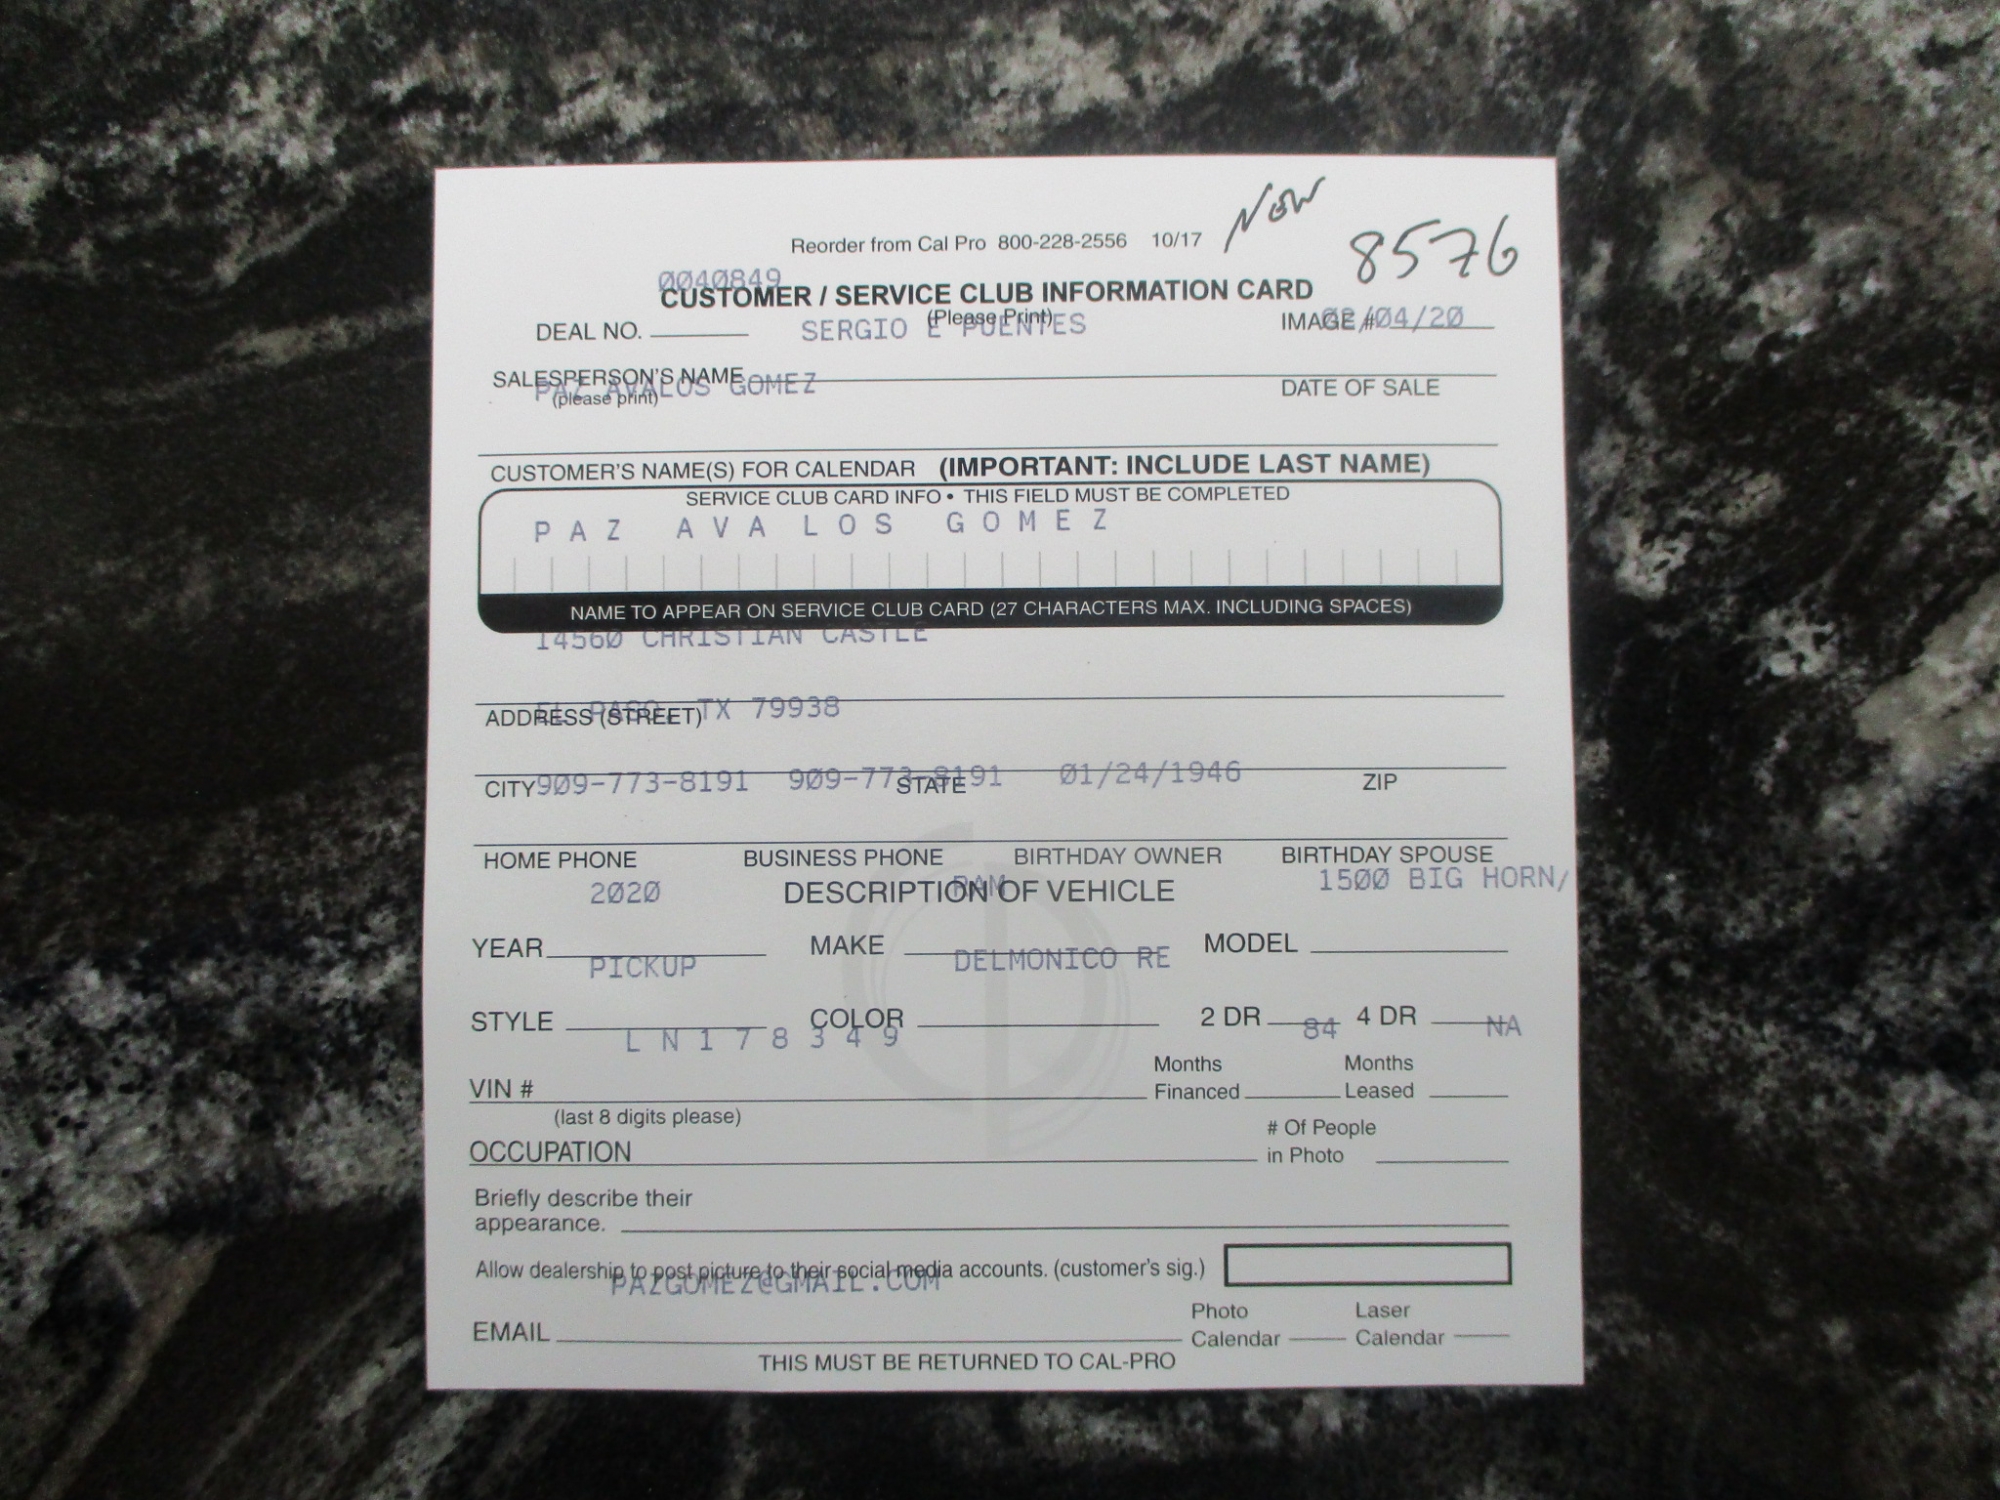 New
Reorder from Cal Pro 800-228-2556 10/17
8576
0040849
CUSTOMER / SERVICE CLUB INFORMATION CARD
(Please Print)
DEAL NO. SERGIO E PUENTES IMAGE # /04/20
SALESPERSON'S NAME
PAZ AVALOS GOMEZ
(please print) DATE OF SALE
CUSTOMER'S NAME(S) FOR CALENDAR (IMPORTANT: INCLUDE LAST NAME)
SERVICE CLUB CARD INFO • THIS FIELD MUST BE COMPLETED
PAZ AVALOS GOMEZ
NAME TO APPEAR ON SERVICE CLUB CARD (27 CHARACTERS MAX. INCLUDING SPACES)
14560 CHRISTIAN CASTLE
EL PASO, TX 79938
ADDRESS (STREET)
909-773-8191 909-773-8191 01/24/1946
CITY STATE ZIP
HOME PHONE BUSINESS PHONE BIRTHDAY OWNER BIRTHDAY SPOUSE
2020 RAM 1500 BIG HORN/
DESCRIPTION OF VEHICLE
YEAR MAKE MODEL
PICKUP DELMONICO RE
STYLE COLOR 2 DR 4 DR
LN178349 84 NA
VIN # Months Financed Months Leased
(last 8 digits please)
OCCUPATION # Of People in Photo
Briefly describe their
appearance.
Allow dealership to post picture to their social media accounts. (customer's sig.)
PAZGOMEZ@GMAIL.COM
EMAIL Photo Calendar Laser Calendar
THIS MUST BE RETURNED TO CAL-PRO